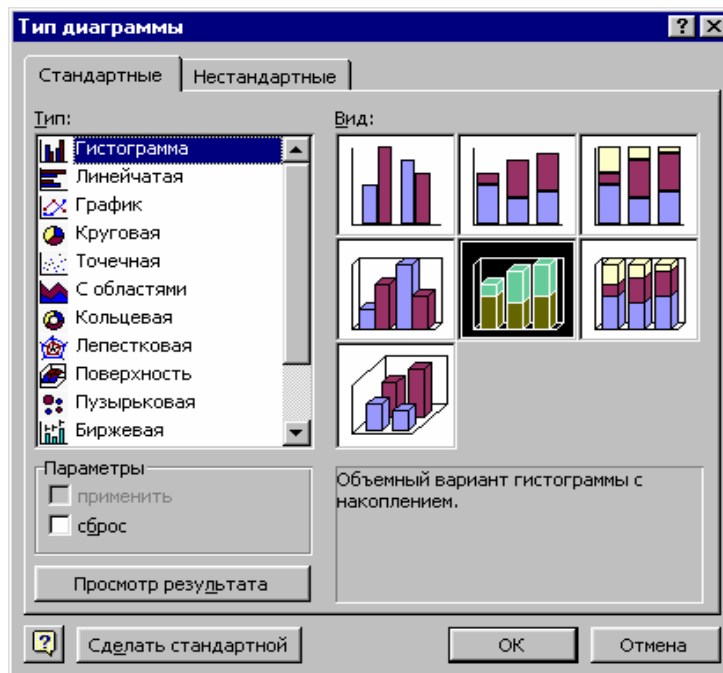 Тип диаграммы
Стандартные
Нестандартные
Тип:
Гистограмма
Линейчатая
График
Круговая
Точечная
С областями
Кольцевая
Лепестковая
Поверхность
Пузырьковая
Биржевая
Вид:
Параметры
применить
сброс
Объемный вариант гистограммы с
накоплением.
Просмотр результата
Сделать стандартной
ОК
Отмена